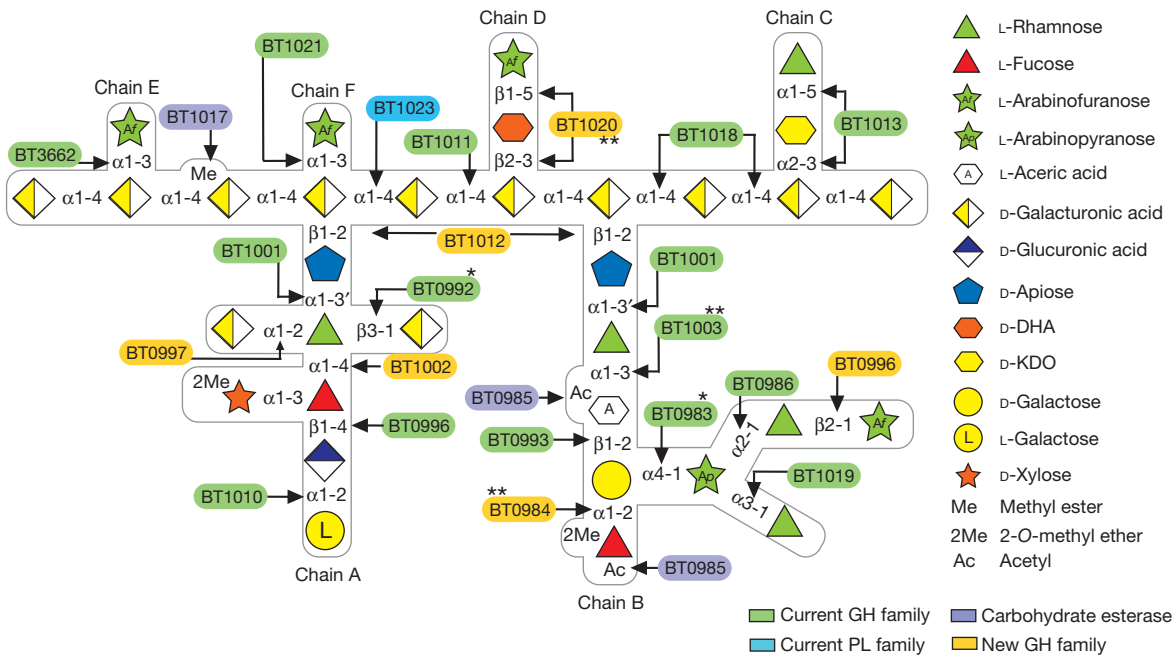 Chain D
Chain C
BT1021
Chain E
Chain F
Af
β1-5
α1-5
BT1017
BT1023
BT1020
**
BT1013
Af
Af
BT1011
BT1018
BT3662
α1-3
α1-3
β2-3
α2-3
Me
α1-4
α1-4
α1-4
α1-4
α1-4
α1-4
α1-4
α1-4
α1-4
β1-2
BT1012
β1-2
BT1001
BT1001
α1-3′
BT0992
*
α1-3′
**
BT1003
α1-2
β3-1
BT0997
α1-4
BT1002
α1-3
BT0986
BT0996
2Me
α1-3
BT0985
Ac
A
BT0983
*
β1-4
BT0996
BT0993
β1-2
α2-1
β2-1
Af
α4-1
Ap
BT1019
BT1010
α1-2
**
BT0984
α1-2
α3-1
L
2Me
Chain A
Ac
BT0985
Chain B
L-Rhamnose
L-Fucose
Af L-Arabinofuranose
Ap L-Arabinopyranose
A L-Aceric acid
D-Galacturonic acid
D-Glucuronic acid
D-Apiose
D-DHA
D-KDO
D-Galactose
L L-Galactose
D-Xylose
Me Methyl ester
2Me 2-O-methyl ether
Ac Acetyl
Current GH family
Carbohydrate esterase
Current PL family
New GH family